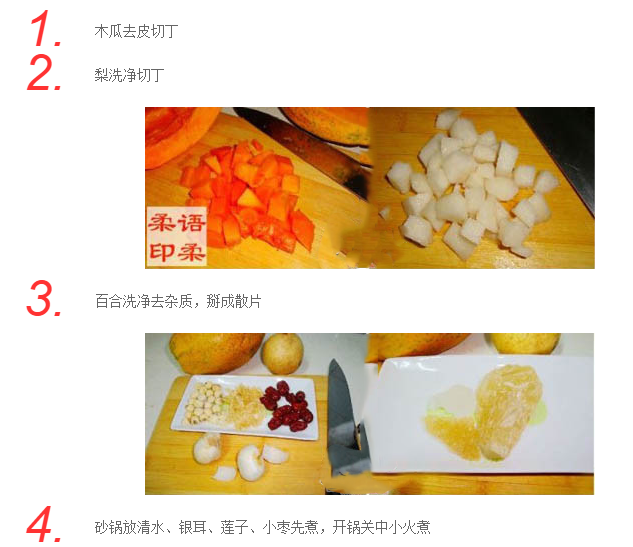 1. 木瓜去皮切丁
2. 梨洗净切丁
柔语
印柔
3. 百合洗净去杂质，掰成散片
4. 砂锅放清水、银耳、莲子、小枣先煮，开锅关中小火煮